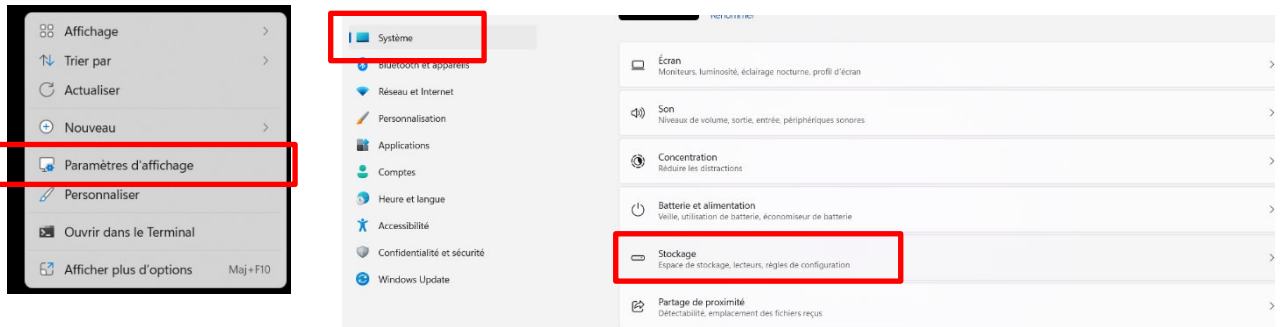 Affichage
Trier par
Actualiser
Nouveau
Paramètres d'affichage
Personnaliser
Ouvrir dans le Terminal
Afficher plus d'options Maj+F10
Renommer
Système
Bluetooth et appareils
Réseau et Internet
Personnalisation
Applications
Comptes
Heure et langue
Accessibilité
Confidentialité et sécurité
Windows Update
Écran
Moniteurs, luminosité, éclairage nocturne, profil d'écran
Son
Niveaux de volume, sortie, entrée, périphériques sonores
Concentration
Réduire les distractions
Batterie et alimentation
Veille, utilisation de batterie, économiseur de batterie
Stockage
Espace de stockage, lecteurs, règles de configuration
Partage de proximité
Détectabilité, emplacement des fichiers reçus